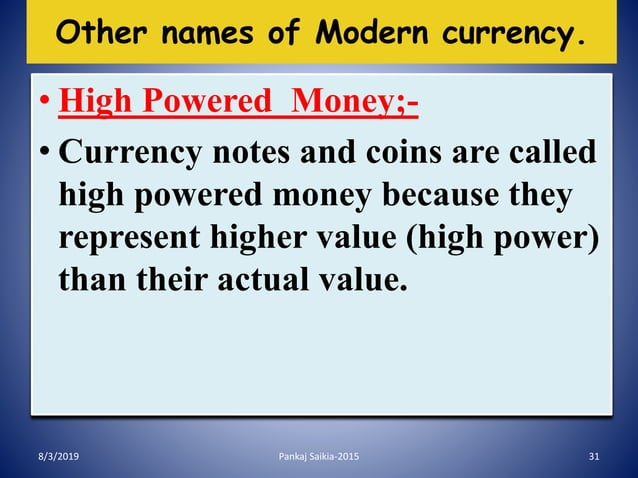 Other names of Modern currency.
• High Powered Money;-
• Currency notes and coins are called
high powered money because they
represent higher value (high power)
than their actual value.
8/3/2019 Pankaj Saikia-2015 31